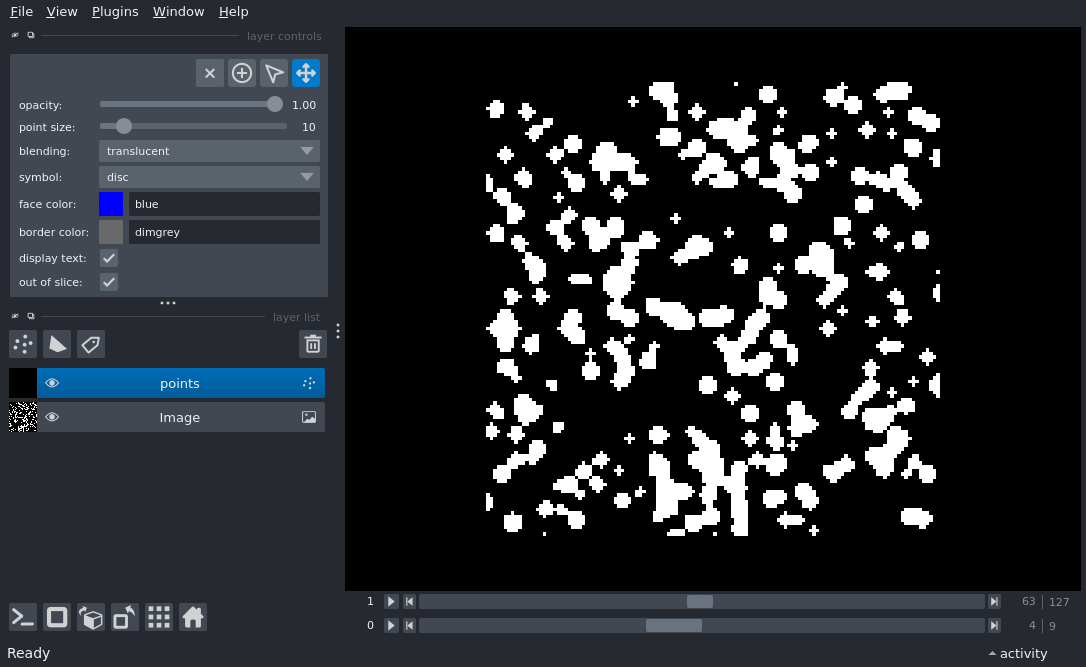 File View Plugins Window Help
layer controls
opacity: 1.00
point size: 10
blending: translucent
symbol: disc
face color: blue
border color: dimgrey
display text:
out of slice:
layer list
points
Image
1 63 127
0 4 9
Ready activity